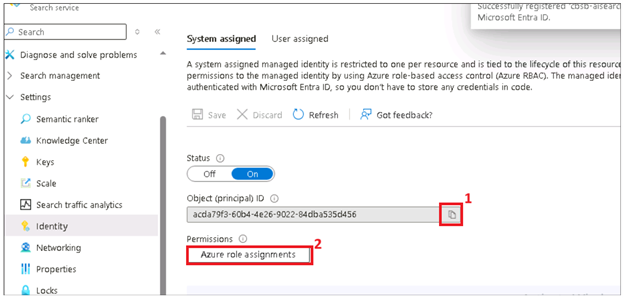 Search service
Successfully registered 'cbsb-aisearc
Microsoft Entra ID.
Search
Diagnose and solve problems
Search management
Settings
Semantic ranker
Knowledge Center
Keys
Scale
Search traffic analytics
Identity
Networking
Properties
Locks
System assigned User assigned
A system assigned managed identity is restricted to one per resource and is tied to the lifecycle of this resource
permissions to the managed identity by using Azure role-based access control (Azure RBAC). The managed iden
authenticated with Microsoft Entra ID, so you don't have to store any credentials in code.
Save Discard Refresh Got feedback?
Status
Off On
Object (principal) ID
acda79f3-60b4-4e26-9022-84dba535d456
1
Permissions
2
Azure role assignments